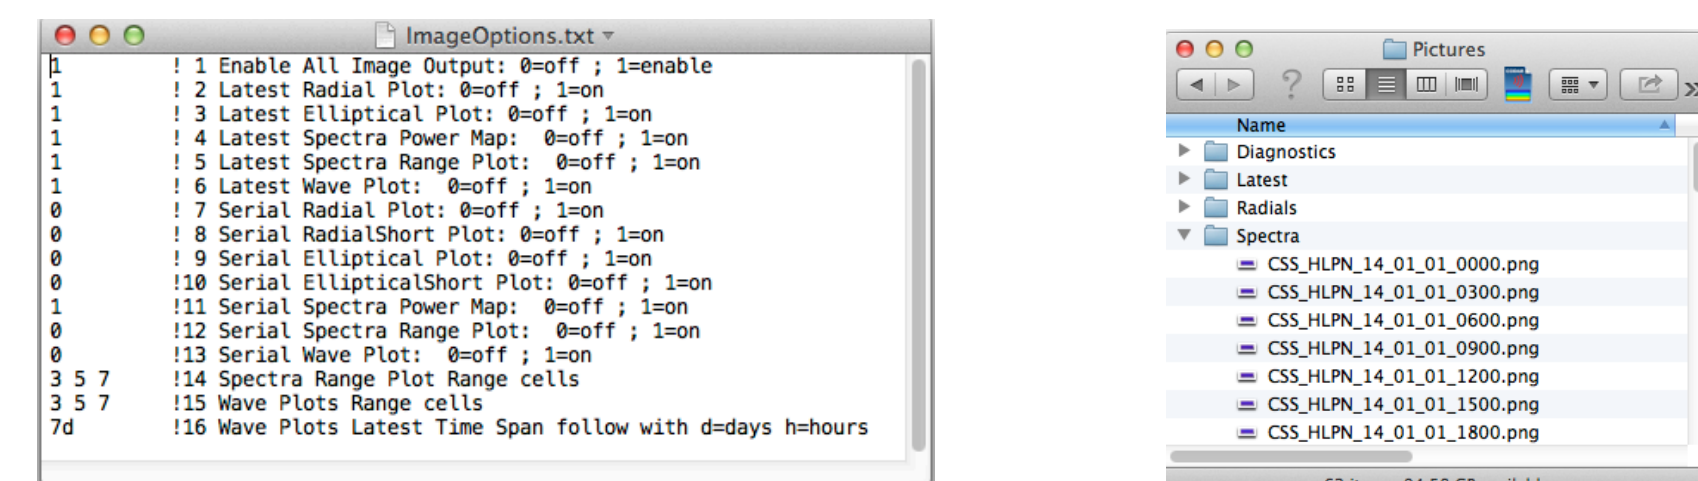 ImageOptions.txt
1 ! 1 Enable All Image Output: 0=off ; 1=enable
1 ! 2 Latest Radial Plot: 0=off ; 1=on
1 ! 3 Latest Elliptical Plot: 0=off ; 1=on
1 ! 4 Latest Spectra Power Map:  0=off ; 1=on
1 ! 5 Latest Spectra Range Plot:  0=off ; 1=on
1 ! 6 Latest Wave Plot:  0=off ; 1=on
0 ! 7 Serial Radial Plot: 0=off ; 1=on
0 ! 8 Serial RadialShort Plot: 0=off ; 1=on
0 ! 9 Serial Elliptical Plot: 0=off ; 1=on
0 !10 Serial EllipticalShort Plot: 0=off ; 1=on
1 !11 Serial Spectra Power Map:  0=off ; 1=on
0 !12 Serial Spectra Range Plot:  0=off ; 1=on
0 !13 Serial Wave Plot:  0=off ; 1=on
3 5 7 !14 Spectra Range Plot Range cells
3 5 7 !15 Wave Plots Range cells
7d !16 Wave Plots Latest Time Span follow with d=days h=hours
Pictures
Name
Diagnostics
Latest
Radials
Spectra
CSS_HLPN_14_01_01_0000.png
CSS_HLPN_14_01_01_0300.png
CSS_HLPN_14_01_01_0600.png
CSS_HLPN_14_01_01_0900.png
CSS_HLPN_14_01_01_1200.png
CSS_HLPN_14_01_01_1500.png
CSS_HLPN_14_01_01_1800.png